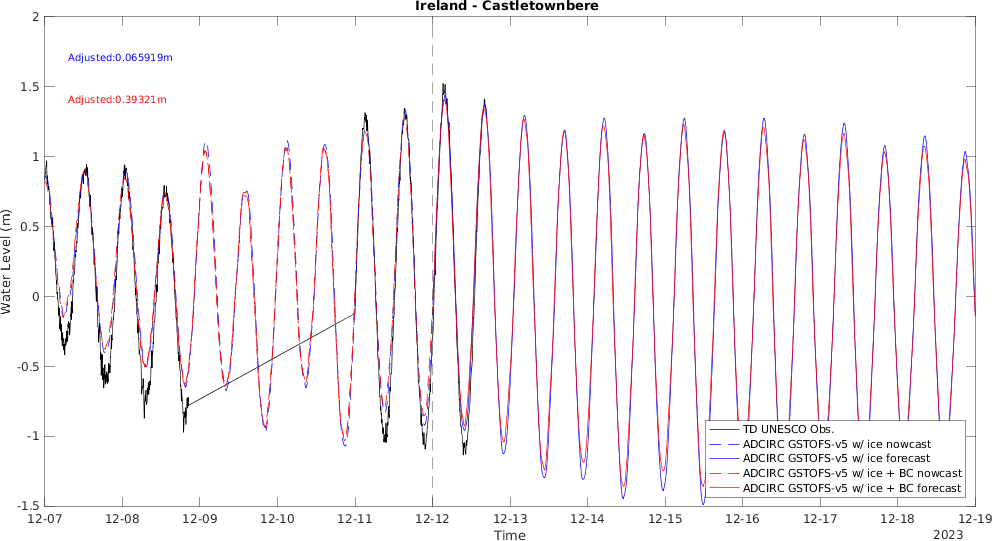 Ireland - Castletownbere
2
1.5
1
0.5
0
-0.5
-1
-1.5
Water Level (m)
Adjusted:0.065919m
Adjusted:0.39321m
TD UNESCO Obs.
ADCIRC GSTOFS-v5 w/ ice nowcast
ADCIRC GSTOFS-v5 w/ ice forecast
ADCIRC GSTOFS-v5 w/ ice + BC nowcast
ADCIRC GSTOFS-v5 w/ ice + BC forecast
12-07 12-08 12-09 12-10 12-11 12-12 12-13 12-14 12-15 12-16 12-17 12-18 12-19
Time
2023